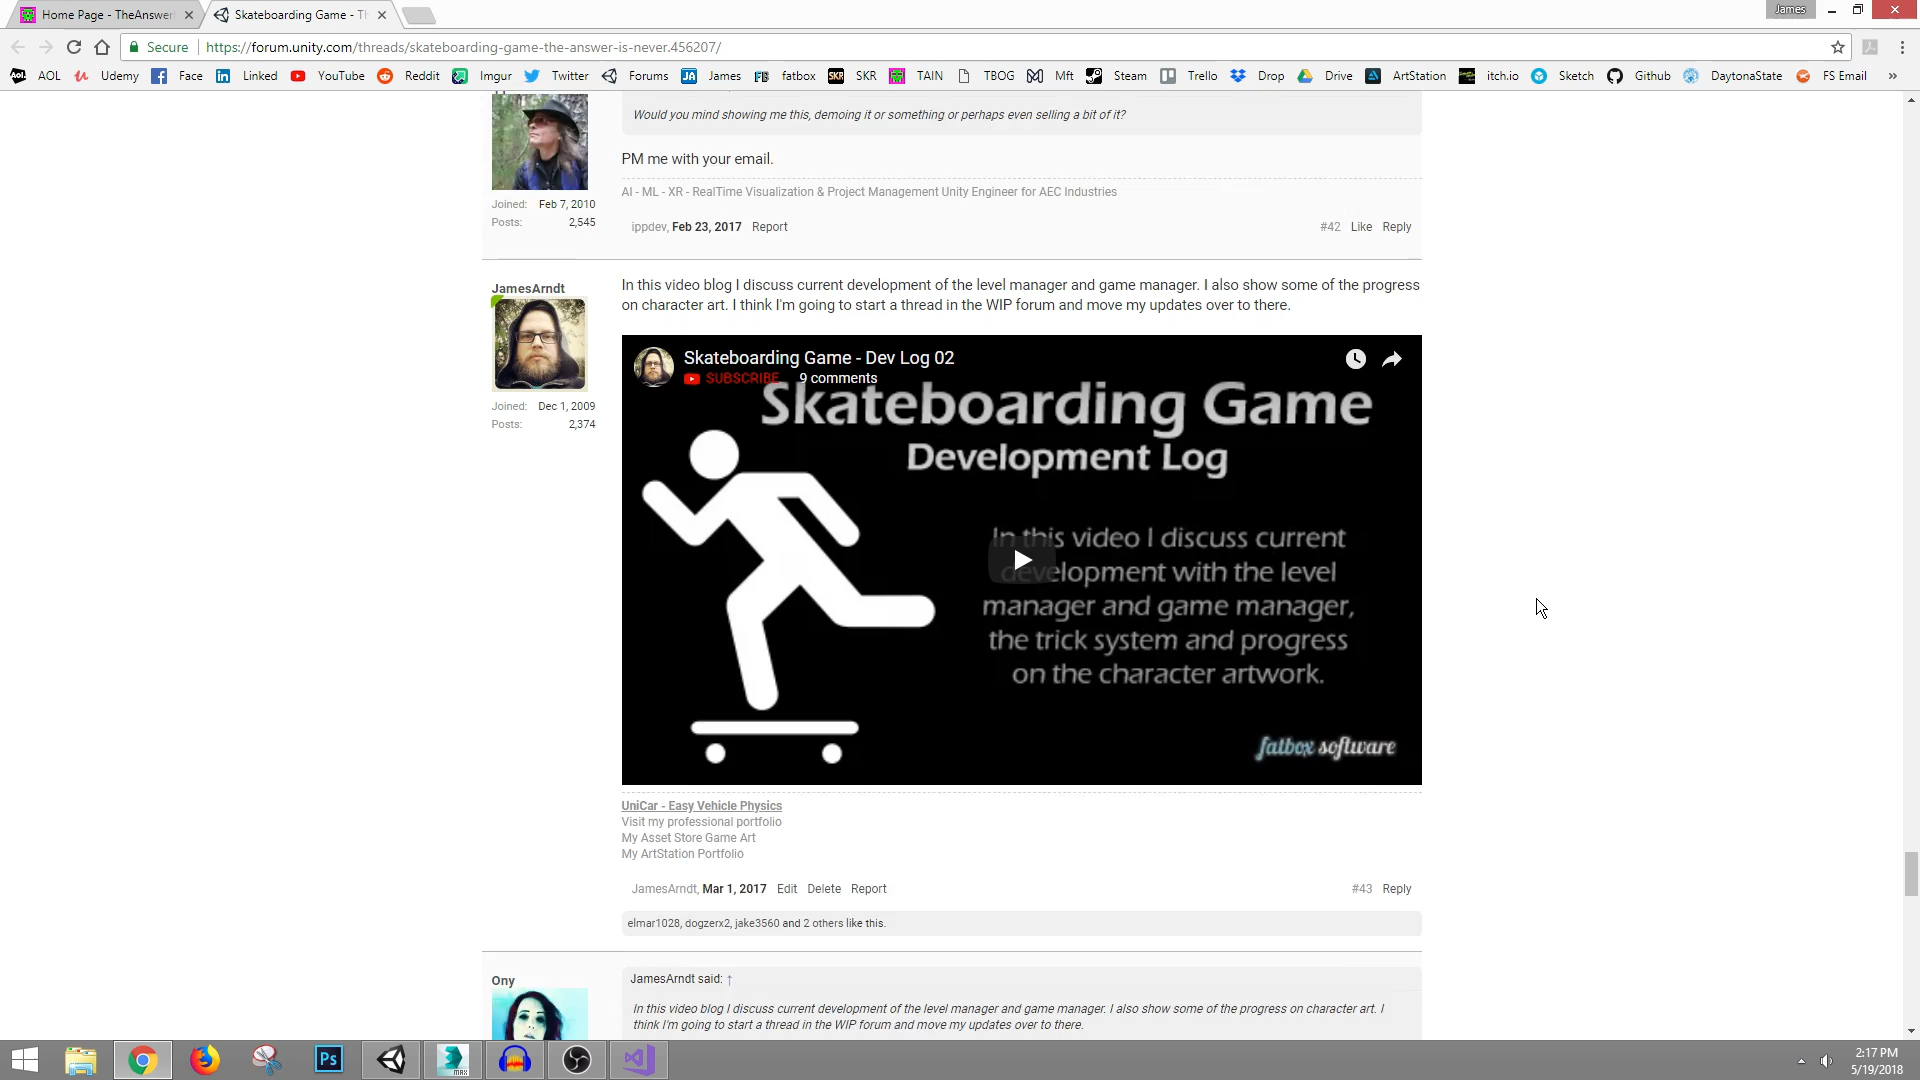 Home Page - TheAnswerI
Skateboarding Game - Th
James
Secure
https://forum.unity.com/threads/skateboarding-game-the-answer-is-never.456207/
AOL Udemy Face Linked YouTube Reddit Imgur Twitter Forums James fatbox SKR TAIN TBOG Mft Steam Trello Drop Drive ArtStation itch.io Sketch Github DaytonaState FS Email »
Would you mind showing me this, demoing it or something or perhaps even selling a bit of it?
PM me with your email.
AI - ML - XR - RealTime Visualization & Project Management Unity Engineer for AEC Industries
Joined: Feb 7, 2010
Posts: 2,545
ippdev, Feb 23, 2017 Report #42 Like Reply
JamesArndt
In this video blog I discuss current development of the level manager and game manager. I also show some of the progress
on character art. I think I'm going to start a thread in the WIP forum and move my updates over to there.
Joined: Dec 1, 2009
Posts: 2,374
Skateboarding Game - Dev Log 02
SUBSCRIBE 9 comments
Skateboarding Game
Development Log
In this video I discuss current
development with the level
manager and game manager,
the trick system and progress
on the character artwork.
fatbox software
UniCar - Easy Vehicle Physics
Visit my professional portfolio
My Asset Store Game Art
My ArtStation Portfolio
JamesArndt, Mar 1, 2017 Edit Delete Report #43 Reply
elmar1028, dogzerx2, jake3560 and 2 others like this.
Ony
JamesArndt said: ↑
In this video blog I discuss current development of the level manager and game manager. I also show some of the progress on character art. I
think I'm going to start a thread in the WIP forum and move my updates over to there.
Ps
MAX
2:17 PM
5/19/2018